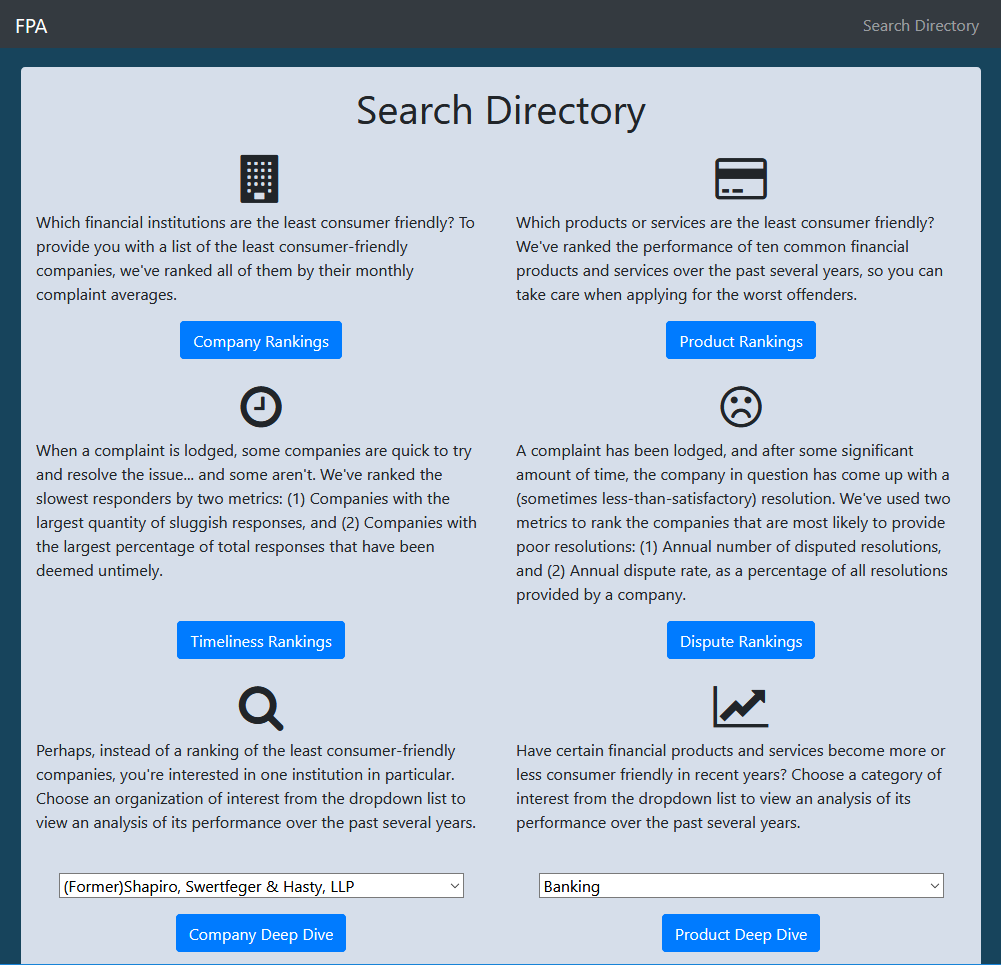 FPA
Search Directory
Search Directory
Which financial institutions are the least consumer friendly? To
provide you with a list of the least consumer-friendly
companies, we've ranked all of them by their monthly
complaint averages.
Company Rankings
Which products or services are the least consumer friendly?
We've ranked the performance of ten common financial
products and services over the past several years, so you can
take care when applying for the worst offenders.
Product Rankings
When a complaint is lodged, some companies are quick to try
and resolve the issue... and some aren't. We've ranked the
slowest responders by two metrics: (1) Companies with the
largest quantity of sluggish responses, and (2) Companies with
the largest percentage of total responses that have been
deemed untimely.
Timeliness Rankings
A complaint has been lodged, and after some significant
amount of time, the company in question has come up with a
(sometimes less-than-satisfactory) resolution. We've used two
metrics to rank the companies that are most likely to provide
poor resolutions: (1) Annual number of disputed resolutions,
and (2) Annual dispute rate, as a percentage of all resolutions
provided by a company.
Dispute Rankings
Perhaps, instead of a ranking of the least consumer-friendly
companies, you're interested in one institution in particular.
Choose an organization of interest from the dropdown list to
view an analysis of its performance over the past several years.
(Former)Shapiro, Swertfeger & Hasty, LLP
Company Deep Dive
Have certain financial products and services become more or
less consumer friendly in recent years? Choose a category of
interest from the dropdown list to view an analysis of its
performance over the past several years.
Banking
Product Deep Dive